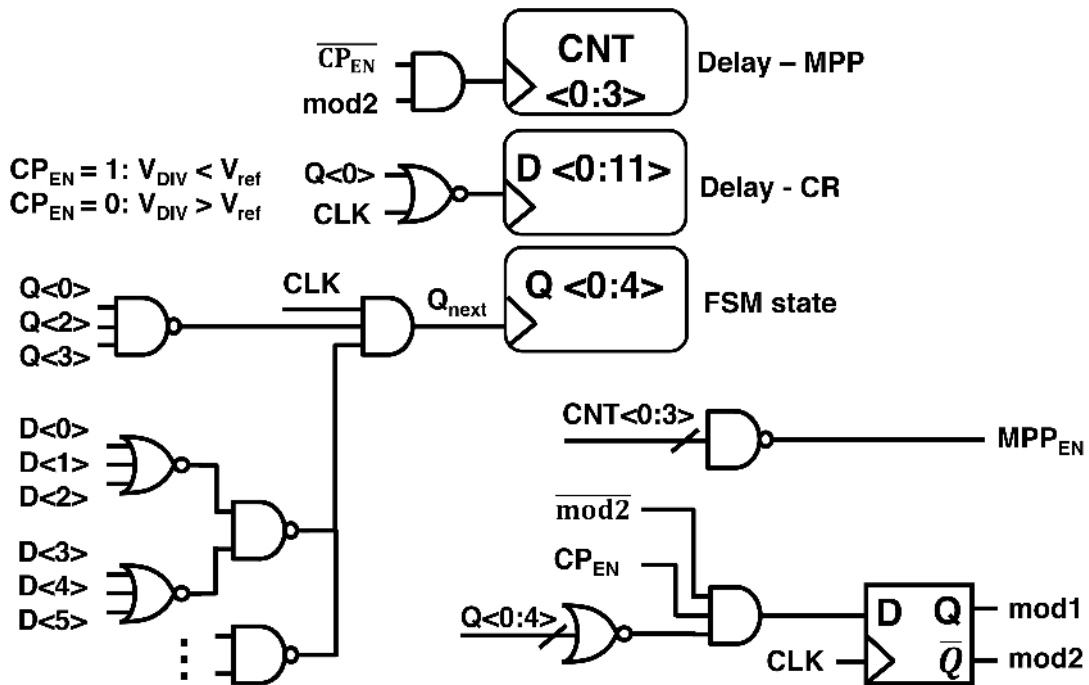 CP_EN
mod2
CNT
<0:3>
Delay – MPP
CP_EN = 1: V_DIV < V_ref
CP_EN = 0: V_DIV > V_ref
Q<0>
CLK
D <0:11>
Delay - CR
Q<0>
Q<2>
Q<3>
CLK
Q_next
Q <0:4>
FSM state
D<0>
D<1>
D<2>
D<3>
D<4>
D<5>
CNT<0:3>
MPP_EN
mod2
CP_EN
Q<0:4>
CLK
D Q
Q
mod1
mod2